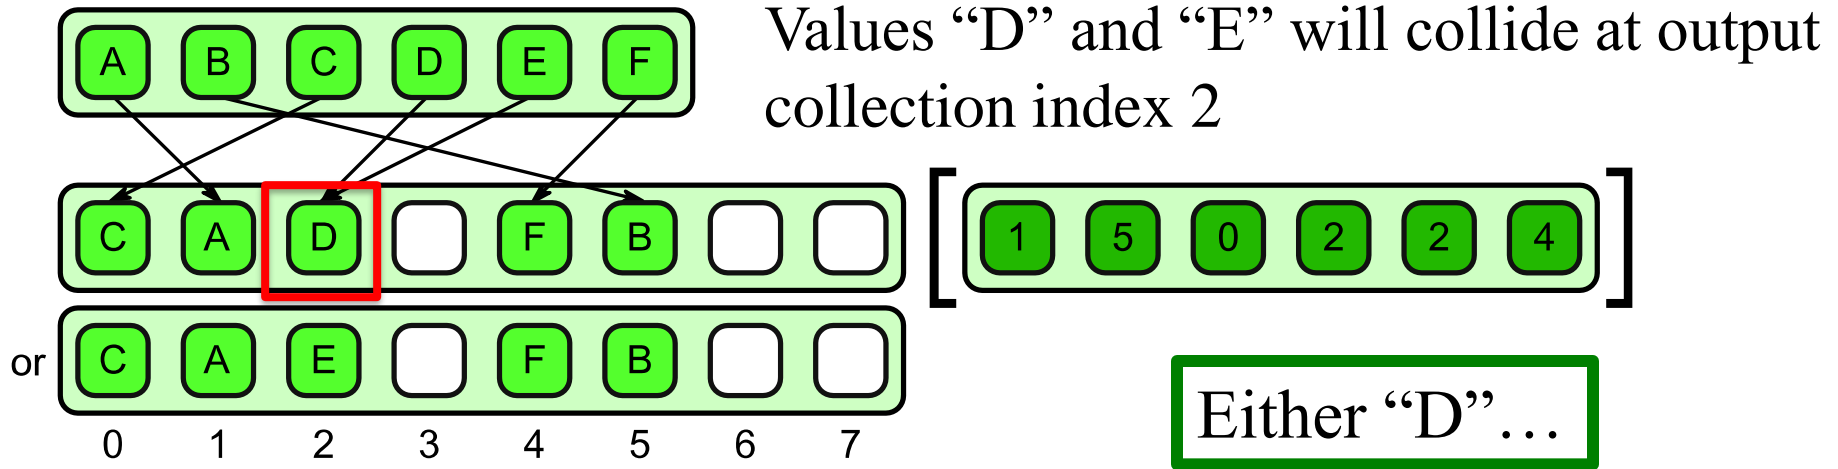 A B C D E F
Values “D” and “E” will collide at output
collection index 2
C A D F B
1 5 0 2 2 4
or C A E F B
0 1 2 3 4 5 6 7
Either “D”…